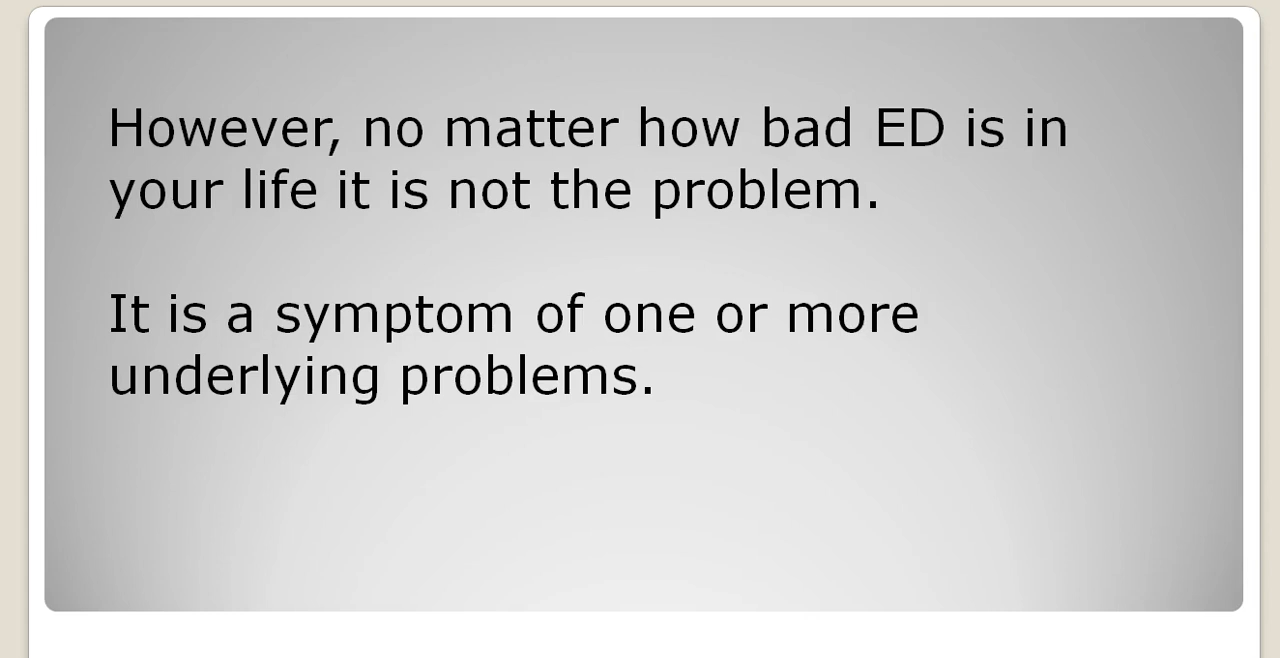 However, no matter how bad ED is in
your life it is not the problem.
It is a symptom of one or more
underlying problems.